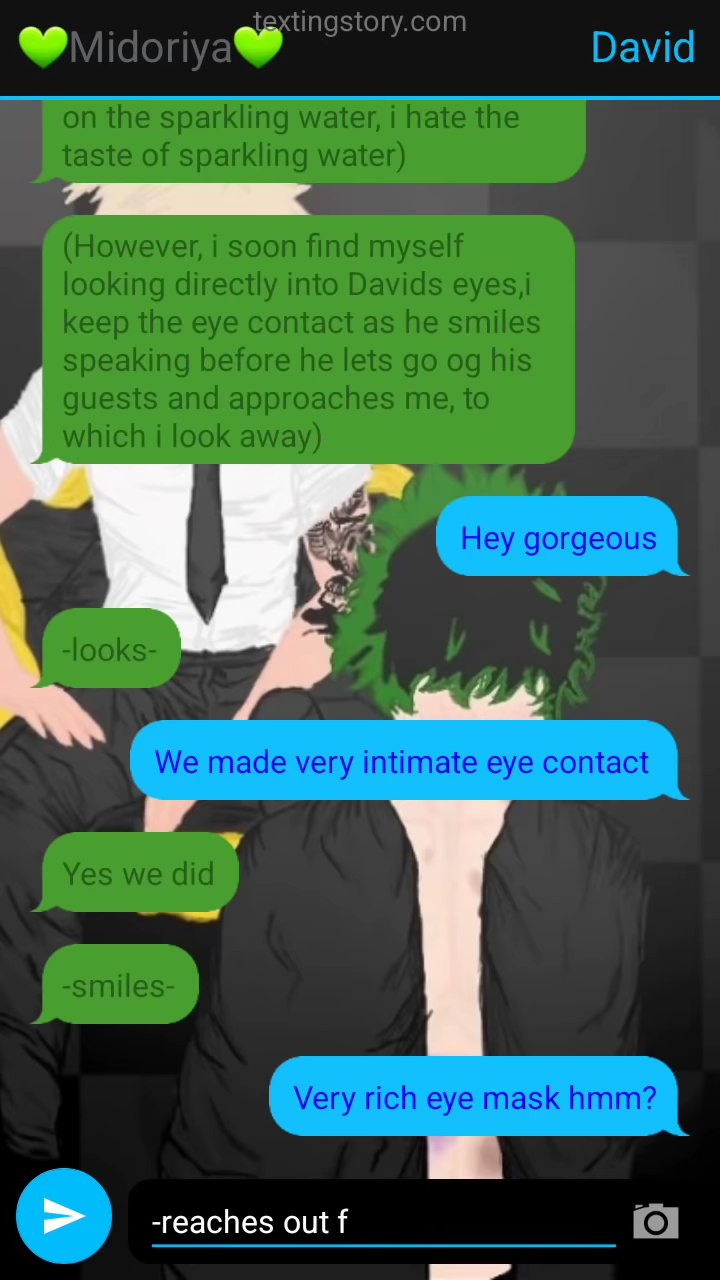 textingstory.com
💚Midoriya💚
David
on the sparkling water, i hate the
taste of sparkling water)
(However, i soon find myself
looking directly into Davids eyes,i
keep the eye contact as he smiles
speaking before he lets go og his
guests and approaches me, to
which i look away)
Hey gorgeous
-looks-
We made very intimate eye contact
Yes we did
-smiles-
Very rich eye mask hmm?
-reaches out f